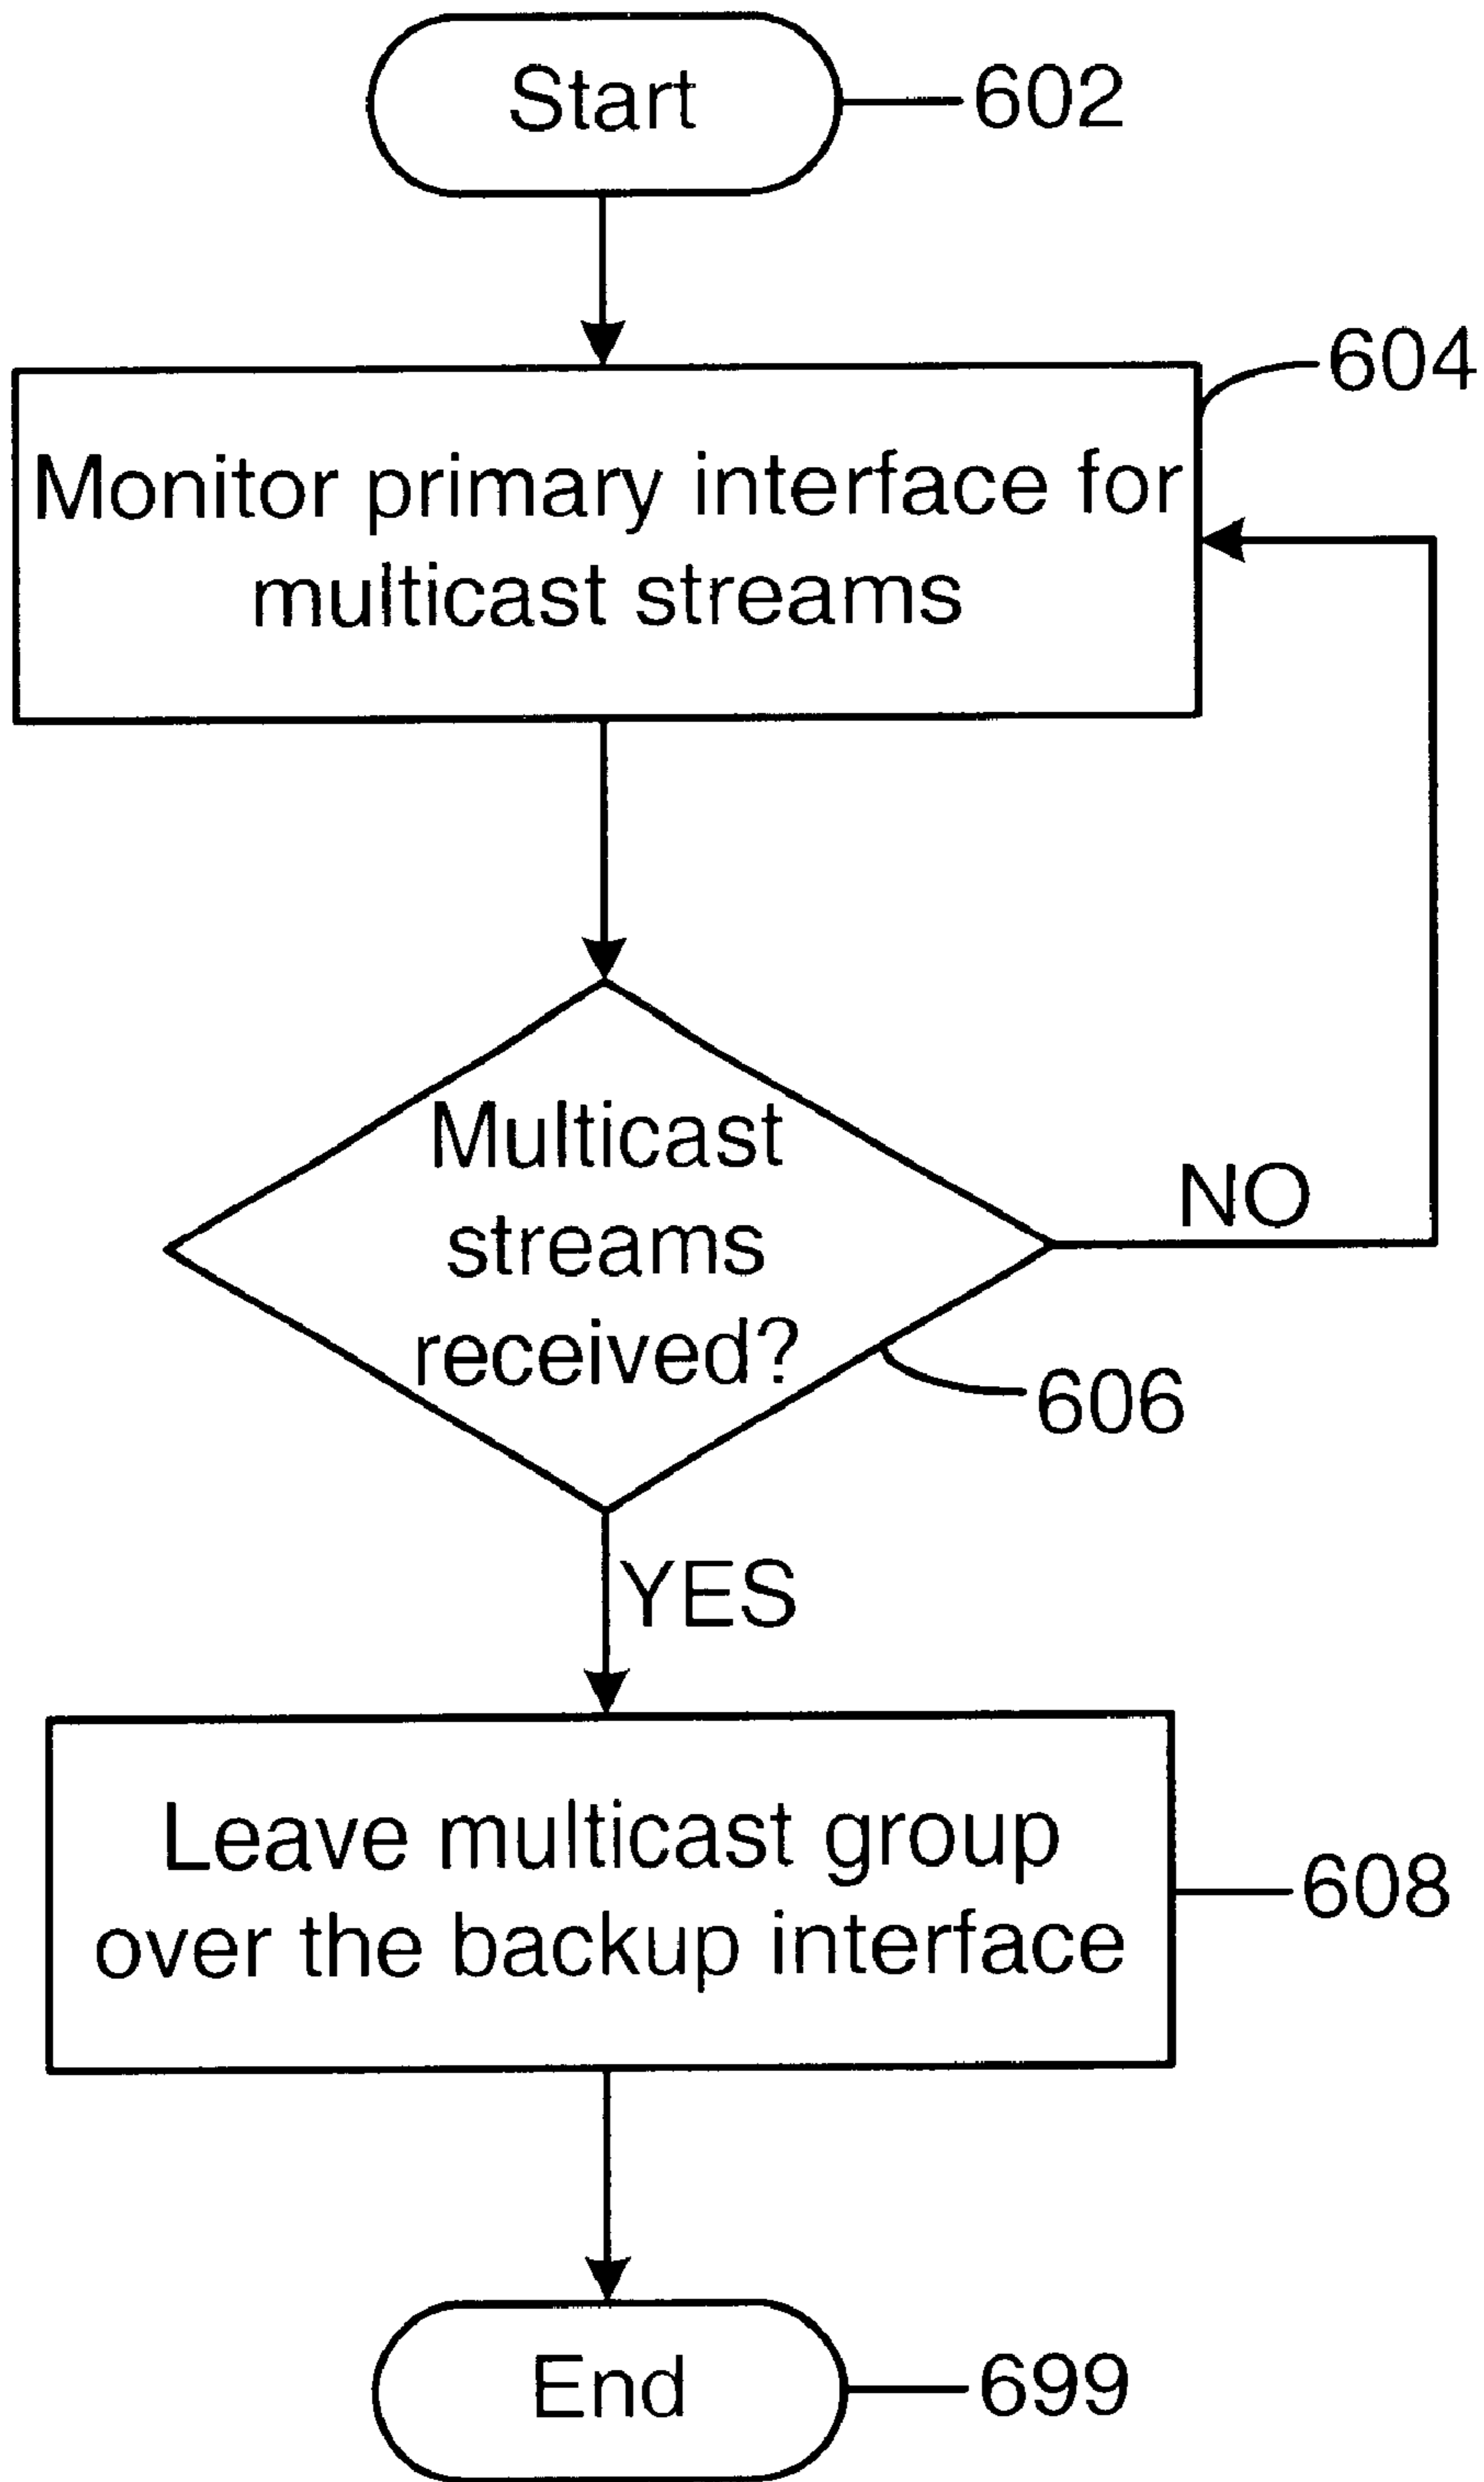 Start
602
604
Monitor primary interface for
multicast streams
Multicast
streams
received?
NO
606
YES
Leave multicast group
over the backup interface
608
End
699